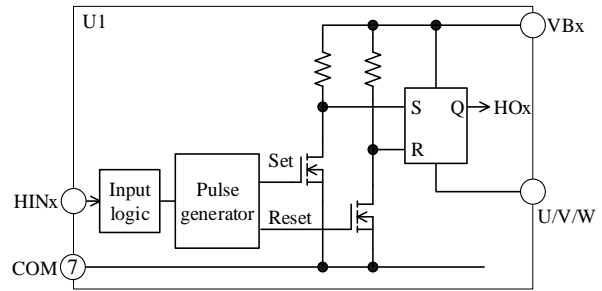 U1
VBx
S
Q
HOx
R
Set
Input
logic
Pulse
generator
HINx
Reset
U/V/W
COM
7